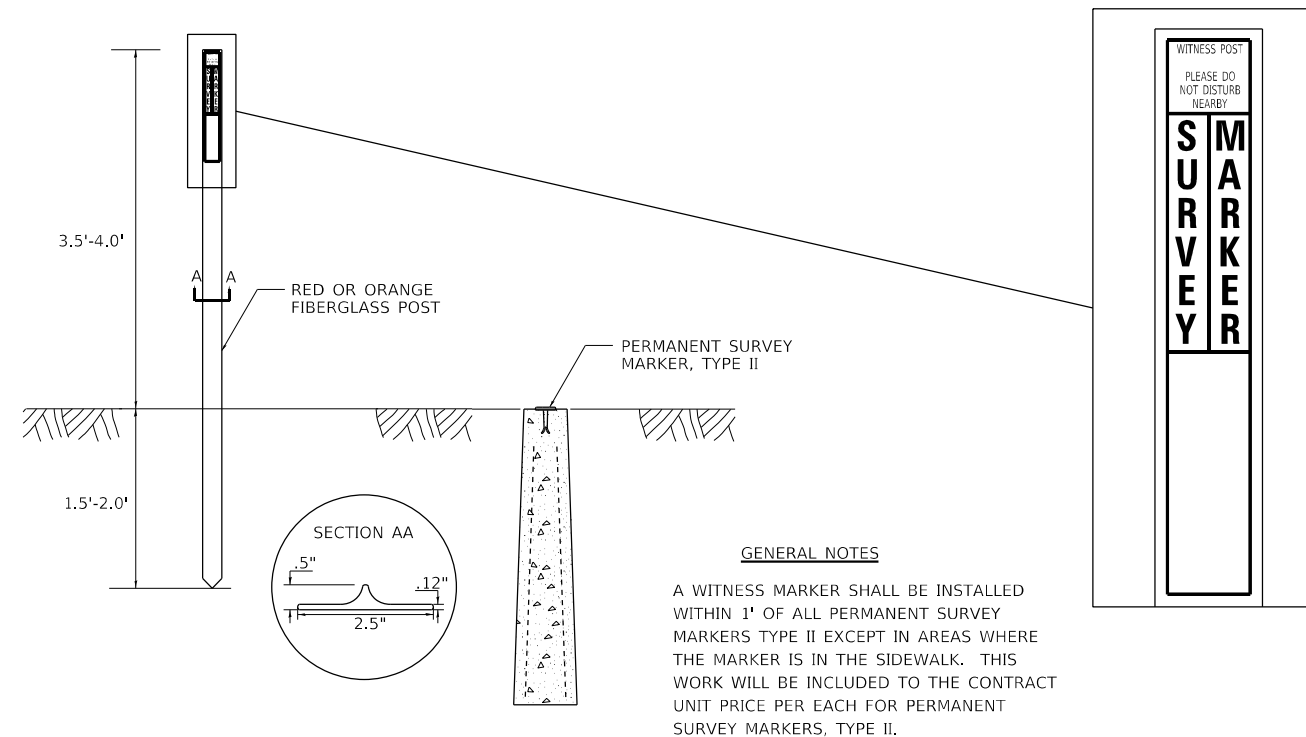 WITNESS POST
PLEASE DO
NOT DISTURB
NEARBY
SURVEY
MARKER
3.5'-4.0'
A A
RED OR ORANGE
FIBERGLASS POST
PERMANENT SURVEY
MARKER, TYPE II
1.5'-2.0'
SECTION AA
.5"
.12"
2.5"
GENERAL NOTES
A WITNESS MARKER SHALL BE INSTALLED
WITHIN 1' OF ALL PERMANENT SURVEY
MARKERS TYPE II EXCEPT IN AREAS WHERE
THE MARKER IS IN THE SIDEWALK. THIS
WORK WILL BE INCLUDED TO THE CONTRACT
UNIT PRICE PER EACH FOR PERMANENT
SURVEY MARKERS, TYPE II.